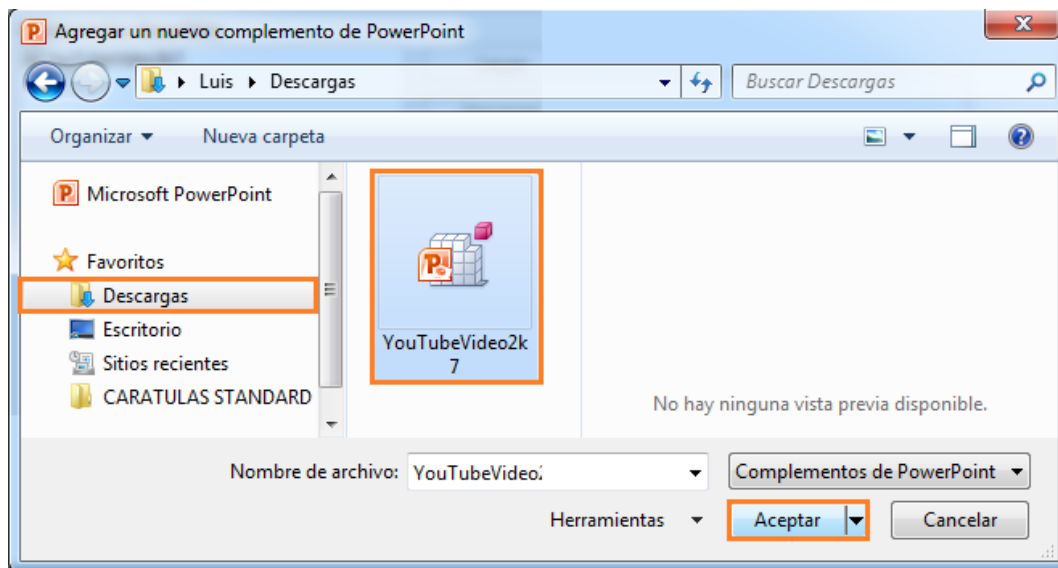 Agregar un nuevo complemento de PowerPoint
Luis Descargas
Buscar Descargas
Organizar
Nueva carpeta
Microsoft PowerPoint
Favoritos
Descargas
Escritorio
Sitios recientes
CARATULAS STANDARD
YouTubeVideo2k
7
No hay ninguna vista previa disponible.
Nombre de archivo: YouTubeVideo
Complementos de PowerPoint
Herramientas
Aceptar
Cancelar